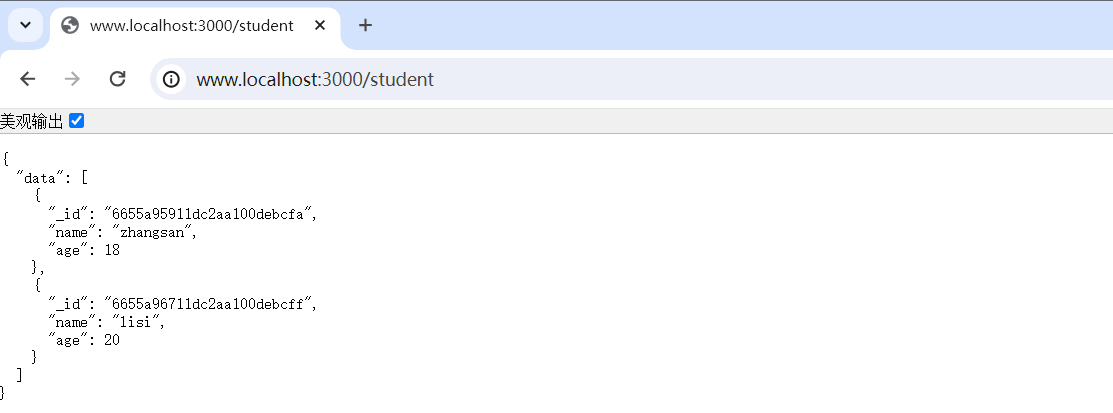 www.localhost:3000/student
www.localhost:3000/student
美观输出
{
  "data": [
    {
      "_id": "6655a95911dc2aa100debcfa",
      "name": "zhangsan",
      "age": 18
    },
    {
      "_id": "6655a96711dc2aa100debcff",
      "name": "lisi",
      "age": 20
    }
  ]
}